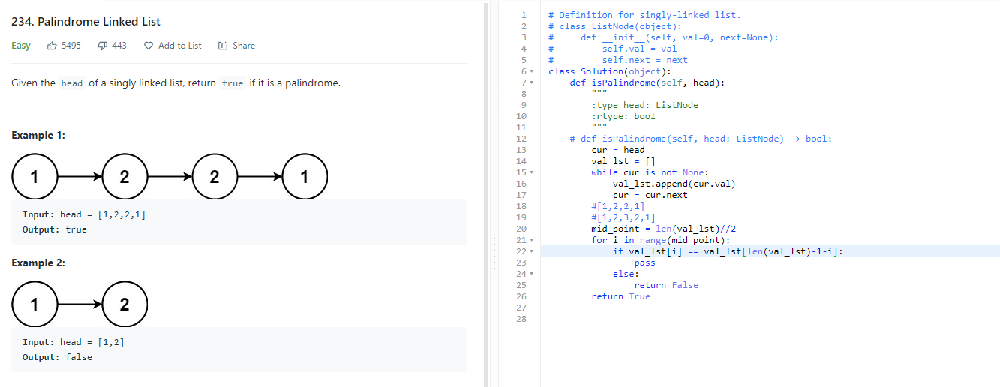 234. Palindrome Linked List
Easy 5495 443 Add to List Share
Given the head of a singly linked list, return true if it is a palindrome.
Example 1:
1 2 2 1
Input: head = [1,2,2,1]
Output: true
Example 2:
1 2
Input: head = [1,2]
Output: false
1 # Definition for singly-linked list.
2 # class ListNode(object):
3 #     def __init__(self, val=0, next=None):
4 #         self.val = val
5 #         self.next = next
6 class Solution(object):
7     def isPalindrome(self, head):
8         """
9         :type head: ListNode
10         :rtype: bool
11         """
12     # def isPalindrome(self, head: ListNode) -> bool:
13         cur = head
14         val_lst = []
15         while cur is not None:
16             val_lst.append(cur.val)
17             cur = cur.next
18         #[1,2,2,1]
19         #[1,2,3,2,1]
20         mid_point = len(val_lst)//2
21         for i in range(mid_point):
22             if val_lst[i] == val_lst[len(val_lst)-1-i]:
23                 pass
24             else:
25                 return False
26         return True
27
28